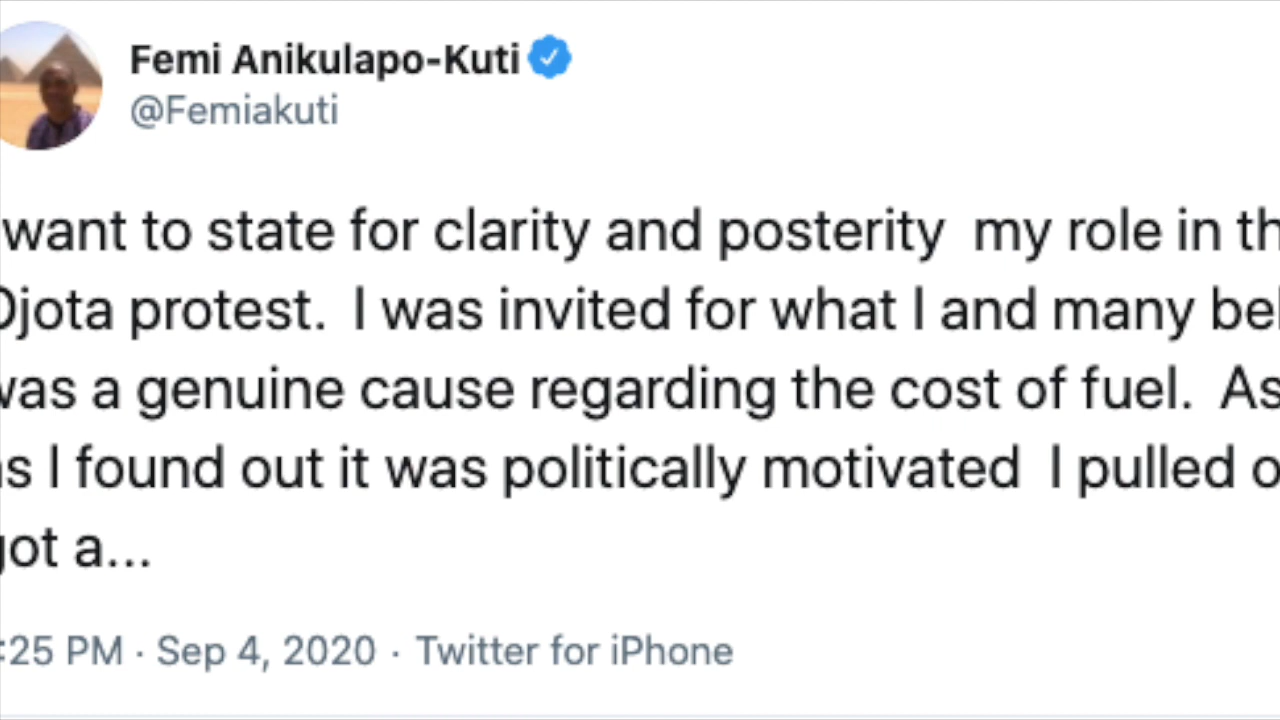 Femi Anikulapo-Kuti
@Femiakuti
want to state for clarity and posterity my role in th
Ojota protest. I was invited for what I and many bel
was a genuine cause regarding the cost of fuel. As
as I found out it was politically motivated I pulled o
got a...
:25 PM · Sep 4, 2020 · Twitter for iPhone